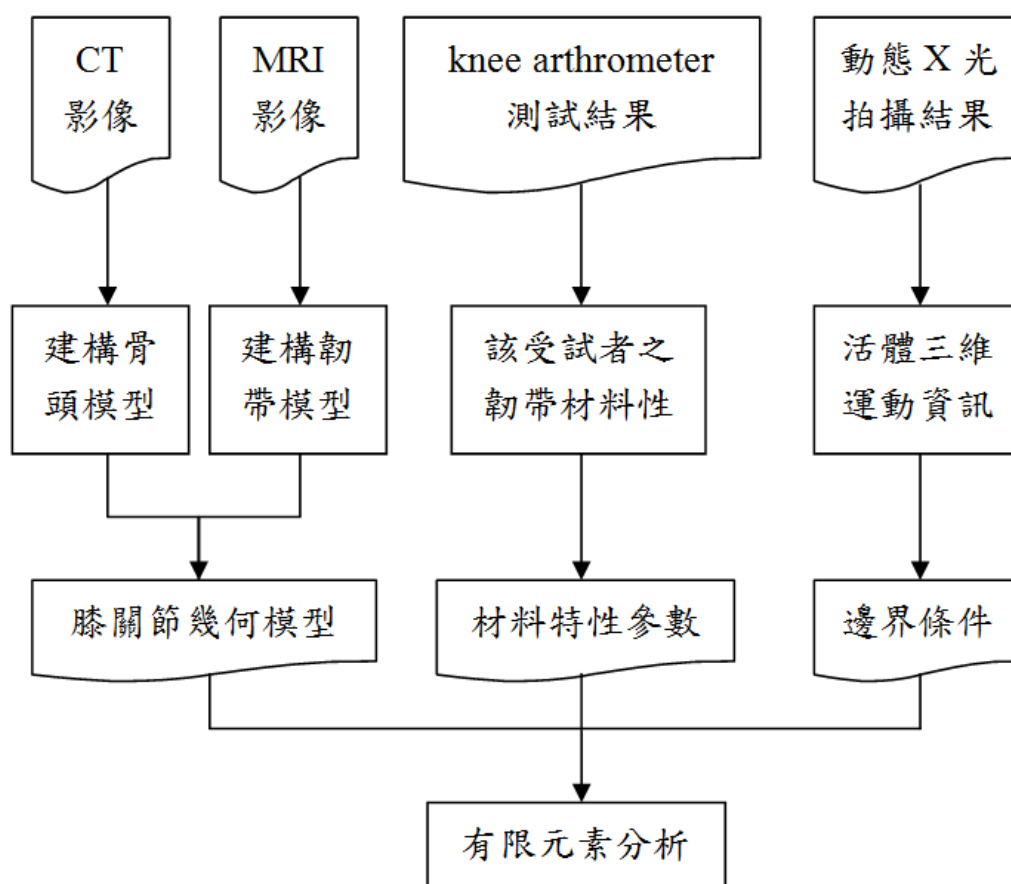 CT
影像
MRI
影像
knee arthrometer
測試結果
動態 X 光
拍攝結果
建構骨
頭模型
建構韌
帶模型
該受試者之
韌帶材料性
活體三維
運動資訊
膝關節幾何模型
材料特性參數
邊界條件
有限元素分析